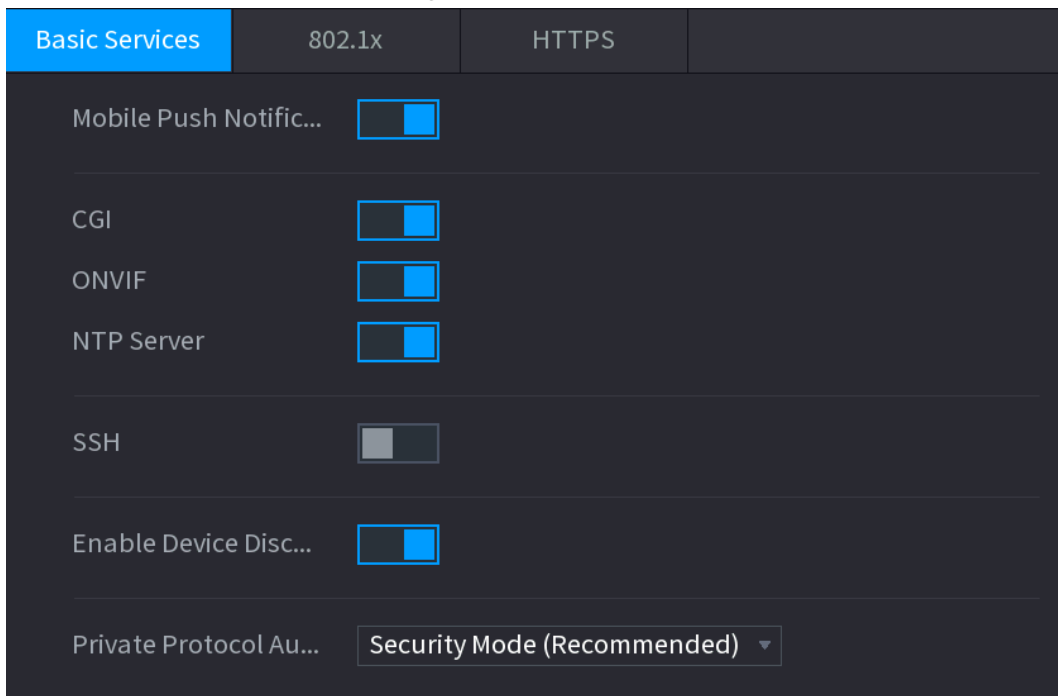 Basic Services 802.1x HTTPS
Mobile Push Notific...
CGI
ONVIF
NTP Server
SSH
Enable Device Disc...
Private Protocol Au... Security Mode (Recommended)